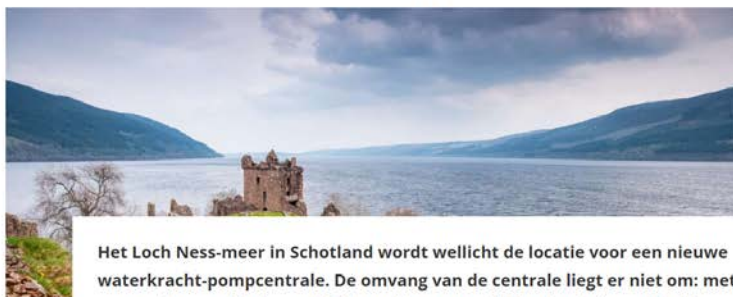 Het Loch Ness-meer in Schotland wordt wellicht de locatie voor een nieuwe
waterkracht-pompcentrale. De omvang van de centrale liegt er niet om: met